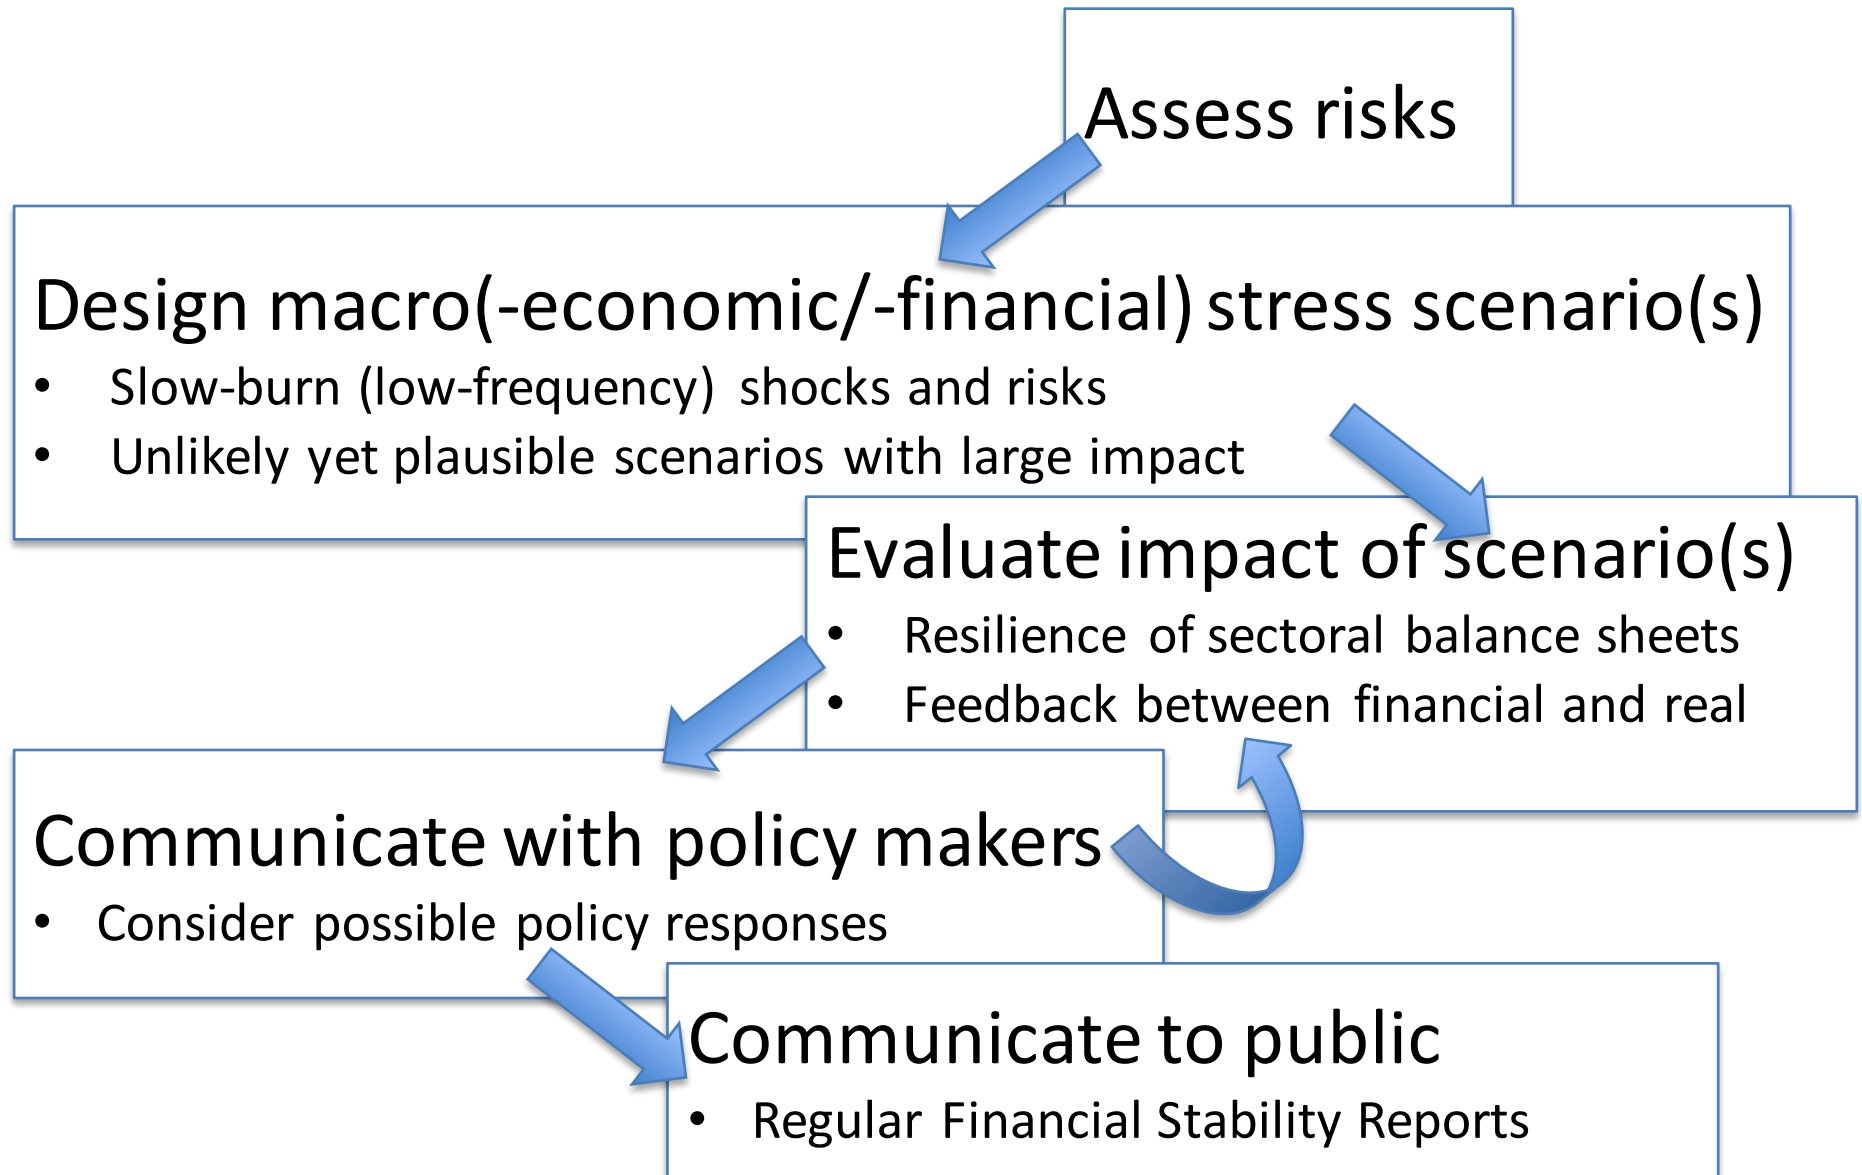 Assess risks
Design macro(-economic/-financial) stress scenario(s)
• Slow-burn (low-frequency) shocks and risks
• Unlikely yet plausible scenarios with large impact
Evaluate impact of scenario(s)
• Resilience of sectoral balance sheets
• Feedback between financial and real
Communicate with policy makers
• Consider possible policy responses
Communicate to public
• Regular Financial Stability Reports